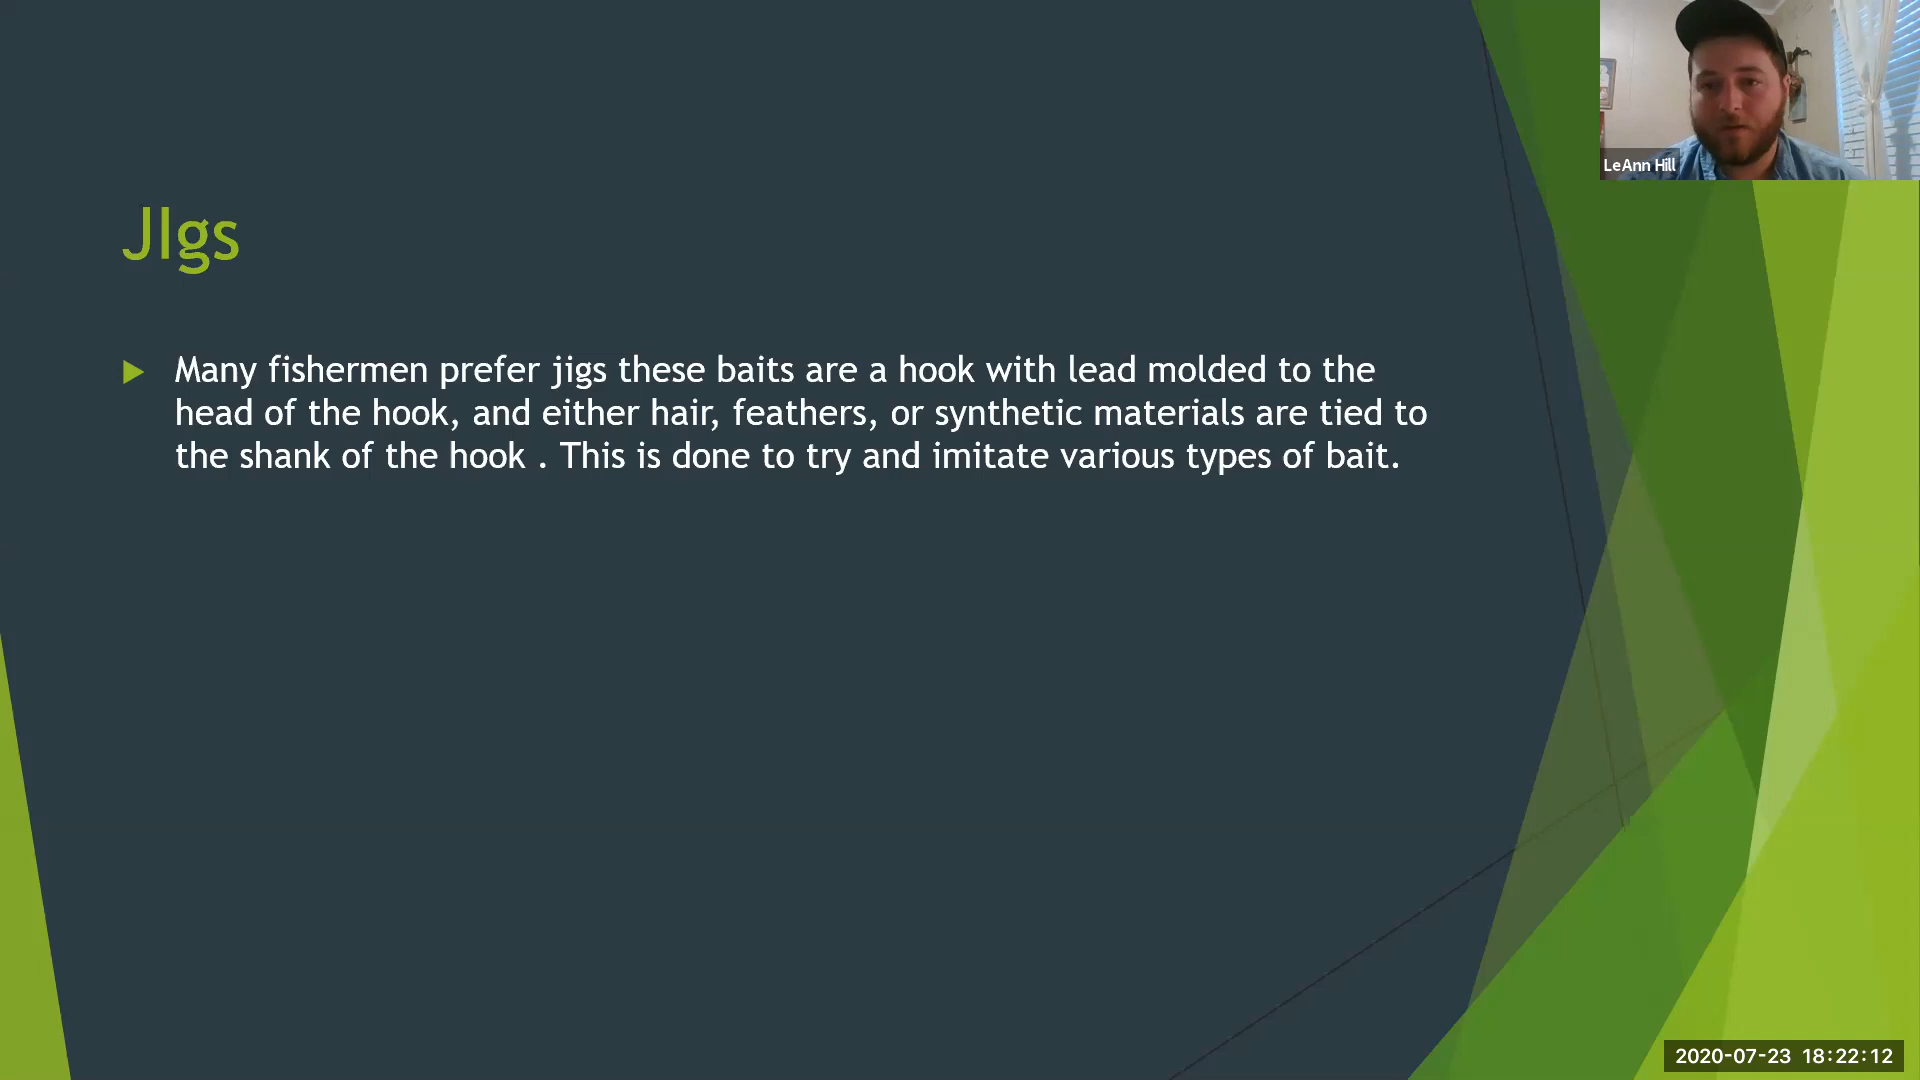 LeAnn Hill
JIgs
Many fishermen prefer jigs these baits are a hook with lead molded to the
head of the hook, and either hair, feathers, or synthetic materials are tied to
the shank of the hook . This is done to try and imitate various types of bait.
2020-07-23 18:22:12